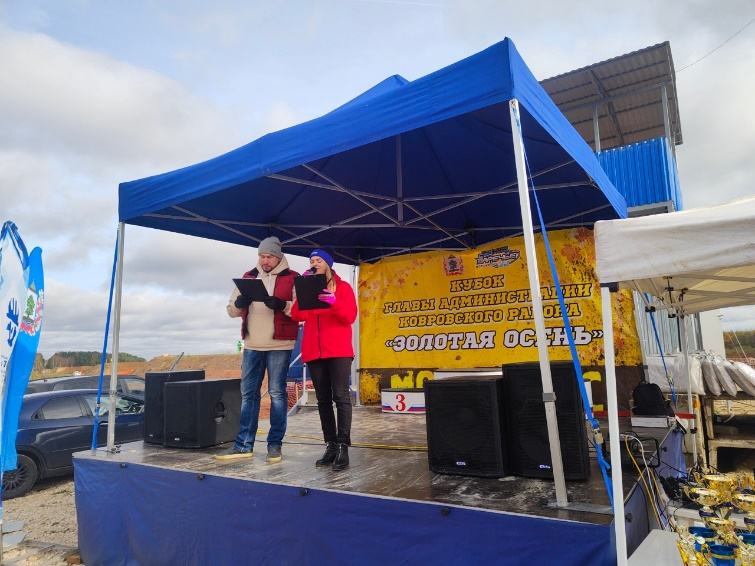 КУБОК
ГЛАВЫ АДМИНИСТРАЦИИ
КОВРОВСКОГО РАЙОНА
«ЗОЛОТАЯ ОСЕНЬ»
3